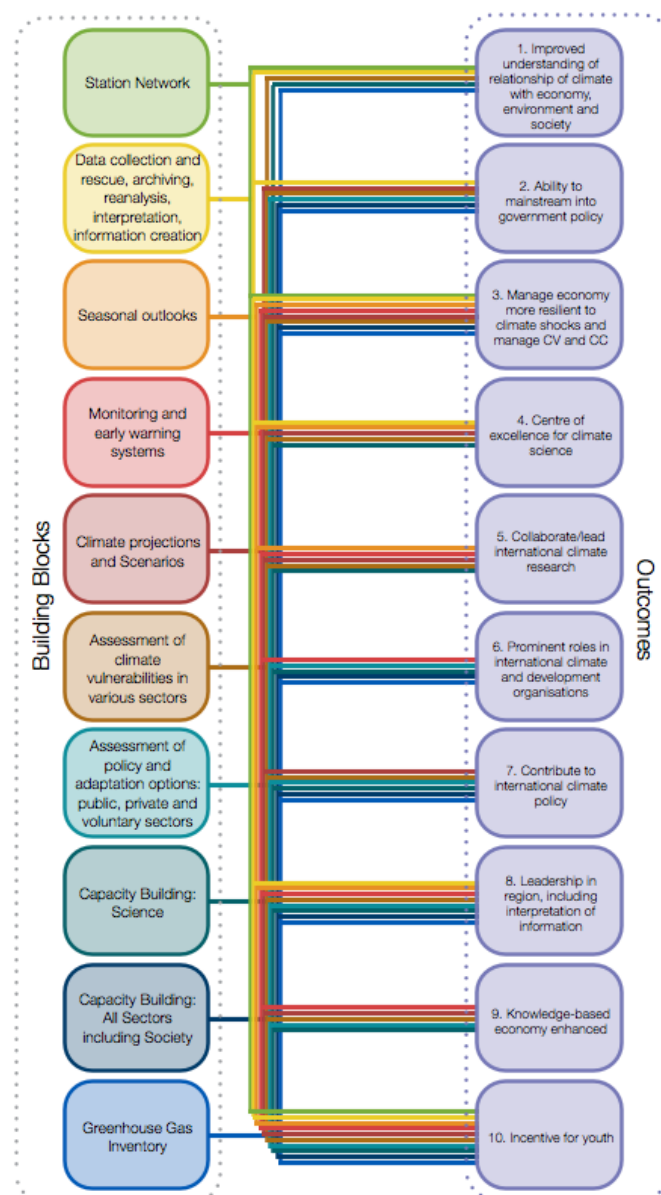 Building Blocks
Station Network
Data collection and
rescue, archiving,
reanalysis,
interpretation,
information creation
Seasonal outlooks
Monitoring and
early warning
systems
Climate projections
and Scenarios
Assessment of
climate
vulnerabilities in
various sectors
Assessment of
policy and
adaptation options:
public, private and
voluntary sectors
Capacity Building:
Science
Capacity Building:
All Sectors
including Society
Greenhouse Gas
Inventory
Outcomes
1. Improved
understanding of
relationship of climate
with economy,
environment and
society
2. Ability to
mainstream into
government policy
3. Manage economy
more resilient to
climate shocks and
manage CV and CC
4. Centre of
excellence for climate
science
5. Collaborate/lead
international climate
research
6. Prominent roles in
international climate
and development
organisations
7. Contribute to
international climate
policy
8. Leadership in
region, including
interpretation of
information
9. Knowledge-based
economy enhanced
10. Incentive for youth